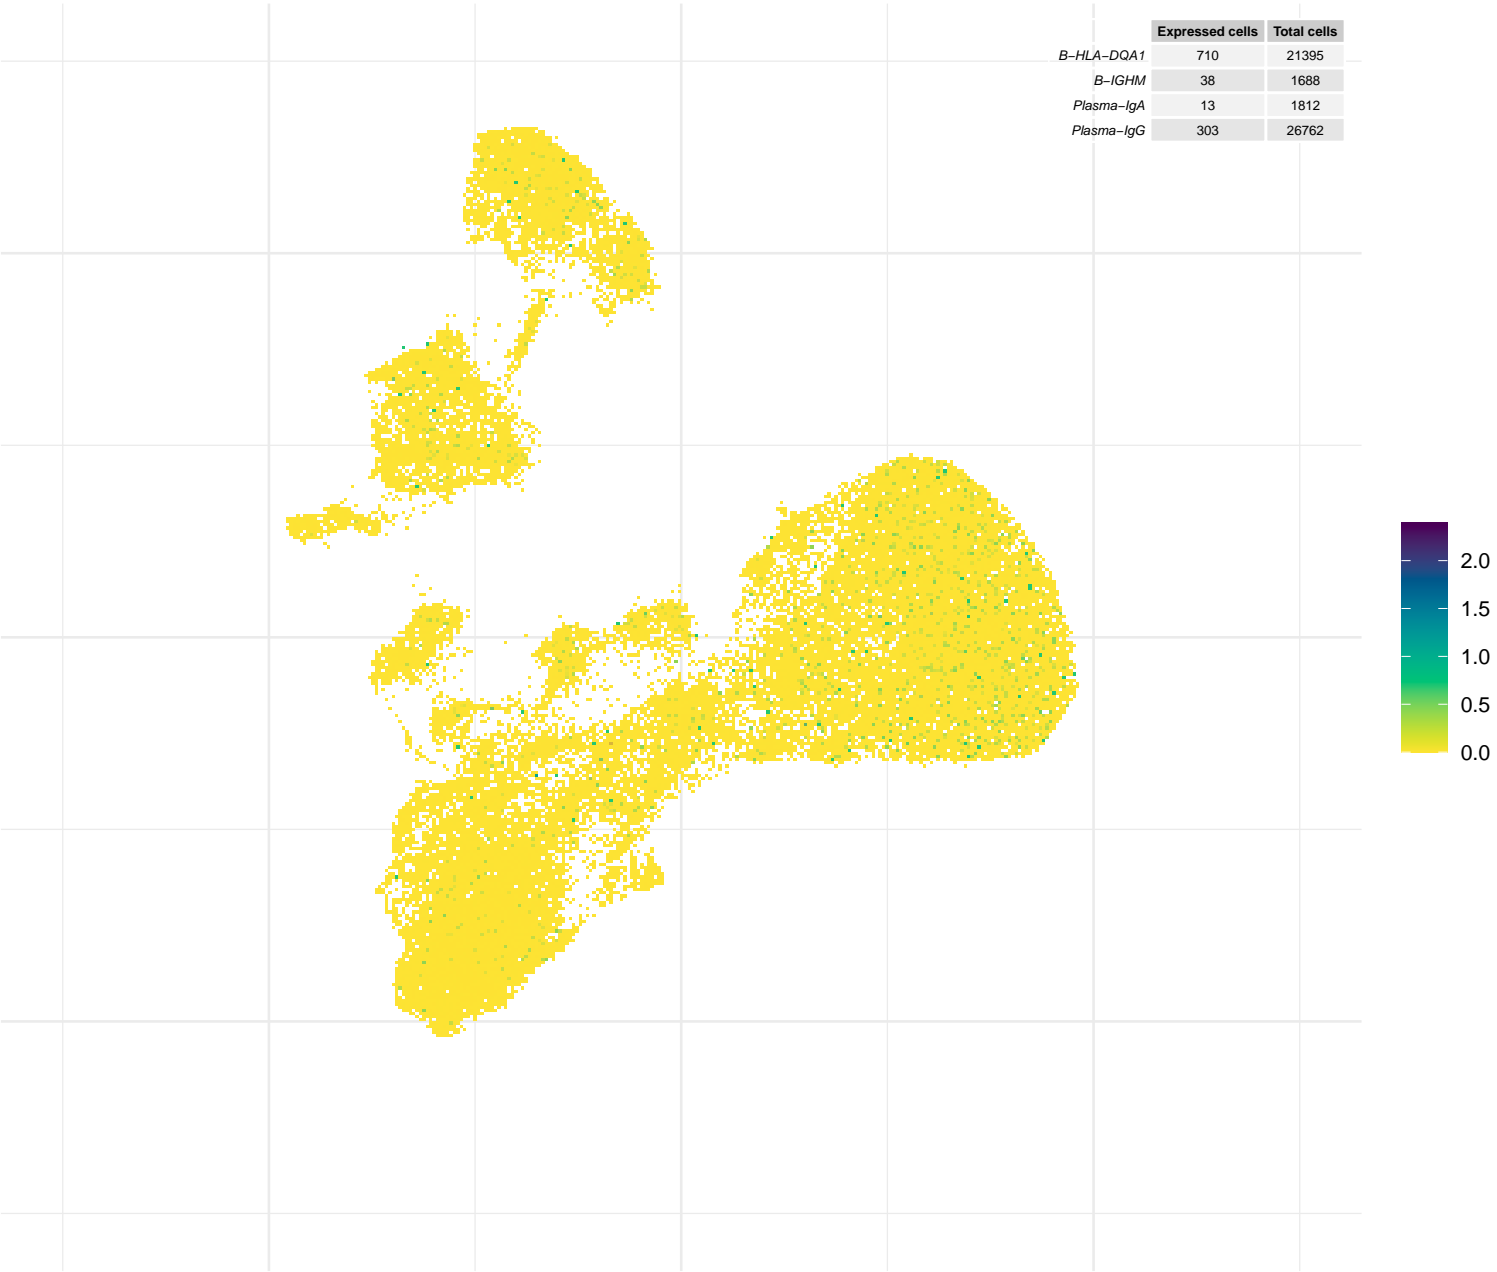 Expressed cells Total cells
B−HLA−DQA1 710 21395
B−IGHM 38 1688
Plasma−IgA 13 1812
Plasma−IgG 303 26762
2.0
1.5
1.0
0.5
0.0